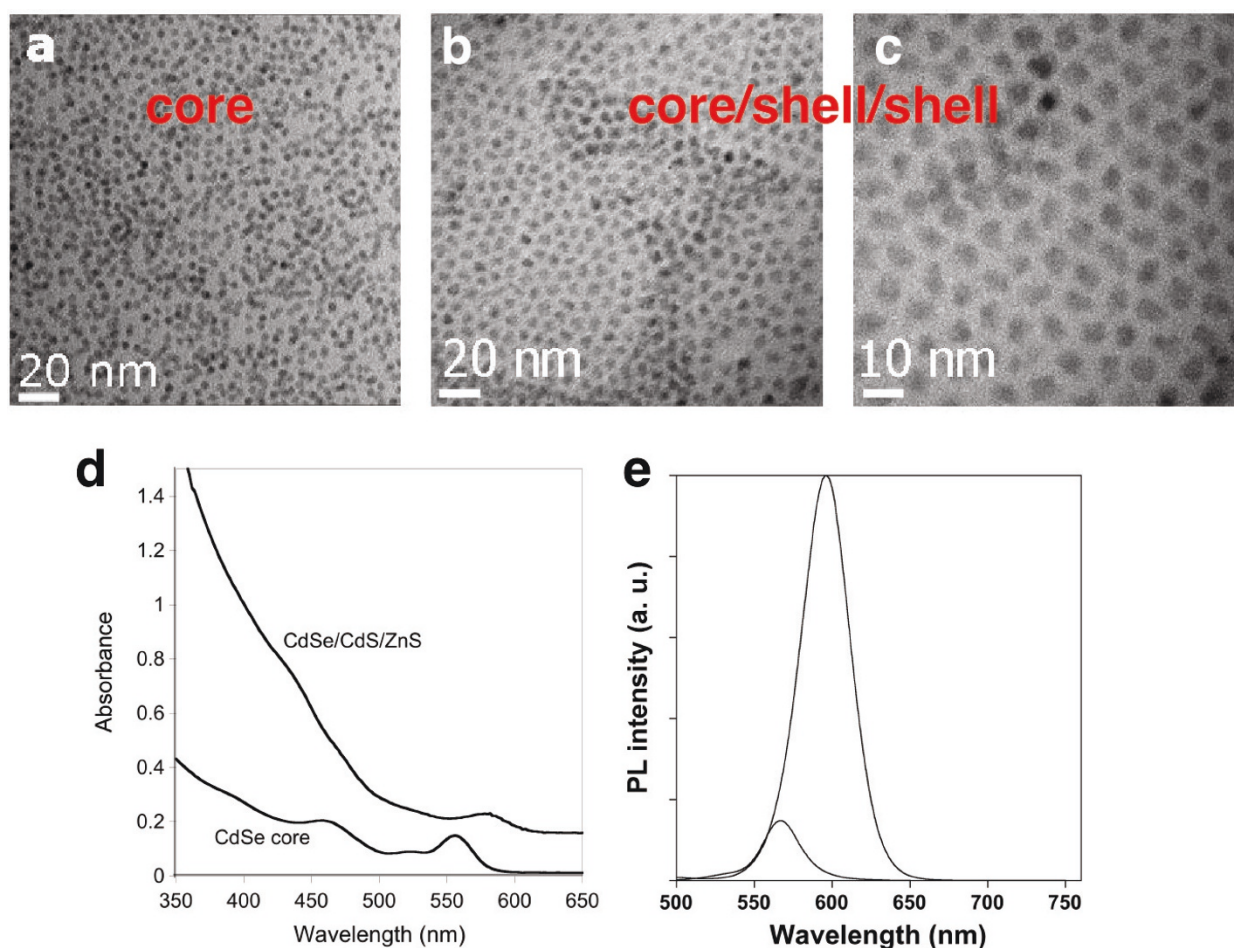 a
core
20 nm
b
core/shell/shell
20 nm
c
10 nm
d
1.4
1.2
1
0.8
0.6
0.4
0.2
0
Absorbance
CdSe/CdS/ZnS
CdSe core
350 400 450 500 550 600 650
Wavelength (nm)
e
PL intensity (a. u.)
500 550 600 650 700 750
Wavelength (nm)